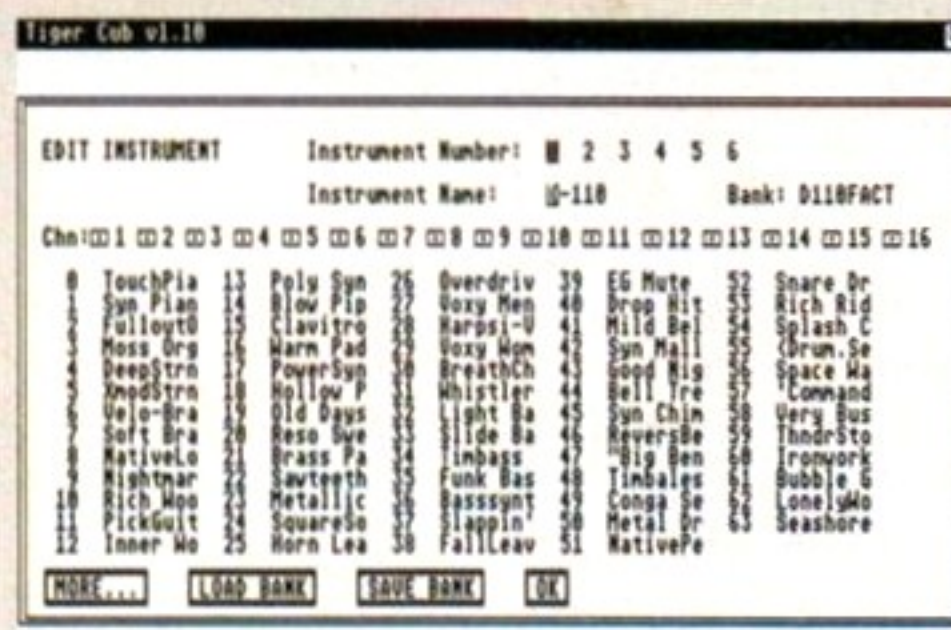 Tiger Cub v1.10
EDIT INSTRUMENT Instrument Number: 1 2 3 4 5 6
Instrument Name: D-110 Bank: D110FACT
Chn: 1 2 3 4 5 6 7 8 9 10 11 12 13 14 15 16
0 TouchPia 13 Poly Syn 26 Overdriv 39 EG Mute 52 Snare Dr
1 Syn Pian 14 Blow Pip 27 Voxy Men 40 Drop Hit 53 Rich Rid
2 FulloutO 15 Clavitro 28 Harpsi-V 41 Mild Bel 54 Splash C
3 Moss Org 16 Warm Pad 29 Voxy Wom 42 Syn Mall 55 (Drum.Se
4 DeepStrn 17 PowerSyn 30 BreathCh 43 Good Nig 56 Space Wa
5 XmodStrn 18 Hollow P 31 Whistler 44 Bell Tre 57 'Command
6 Velo-Bra 19 Old Days 32 Light Ba 45 Syn Chim 58 Very Bus
7 Soft Bra 20 Reso Swe 33 Slide Ba 46 ReversBe 59 ThndrSto
8 NativeLo 21 Brass Pa 34 Timbass 47 "Big Ben 60 Ironwork
9 Nightmar 22 Sawteeth 35 Funk Bas 48 Timbales 61 Bubble G
10 Rich Woo 23 Metallic 36 Basssynt 49 Conga Se 62 LonelyWo
11 PickGuit 24 SquareSo 37 Slappin' 50 Metal Dr 63 Seashore
12 Inner Wo 25 Horn Lea 38 FallLeav 51 NativePe
MORE... LOAD BANK SAVE BANK OK